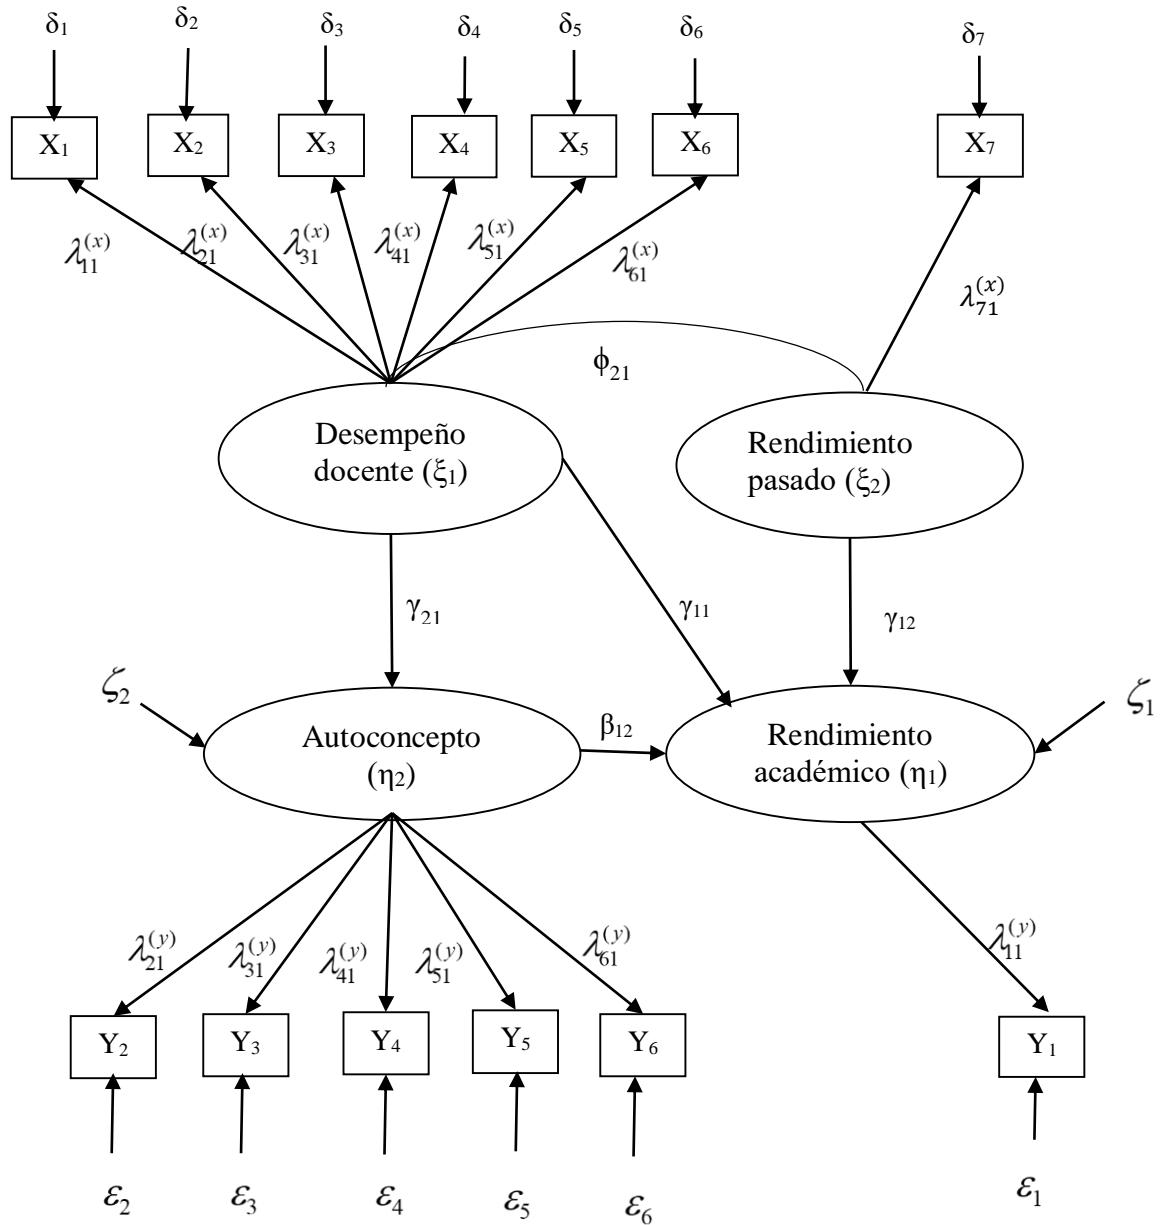 δ₁ δ₂ δ₃ δ₄ δ₅ δ₆ δ₇
X₁ X₂ X₃ X₄ X₅ X₆ X₇
λ₁₁⁽ˣ⁾ λ₂₁⁽ˣ⁾ λ₃₁⁽ˣ⁾ λ₄₁⁽ˣ⁾ λ₅₁⁽ˣ⁾ λ₆₁⁽ˣ⁾ λ₇₁⁽ˣ⁾
ϕ₂₁
Desempeño
docente (ξ₁)
Rendimiento
pasado (ξ₂)
γ₂₁ γ₁₁ γ₁₂
ζ₂
Autoconcepto
(η₂)
β₁₂
Rendimiento
académico (η₁)
ζ₁
λ₂₁⁽ʸ⁾ λ₃₁⁽ʸ⁾ λ₄₁⁽ʸ⁾ λ₅₁⁽ʸ⁾ λ₆₁⁽ʸ⁾ λ₁₁⁽ʸ⁾
Y₂ Y₃ Y₄ Y₅ Y₆ Y₁
ε₂ ε₃ ε₄ ε₅ ε₆ ε₁